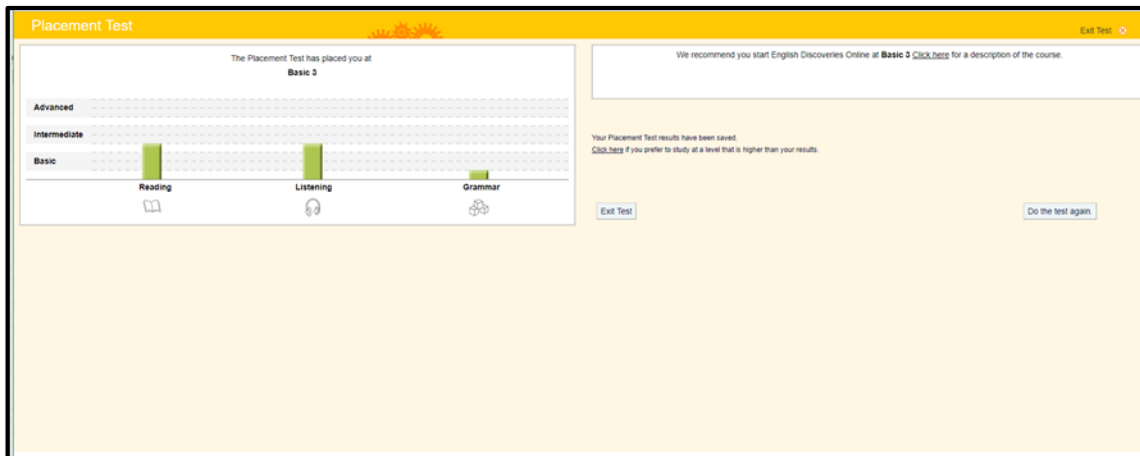 Placement Test
Exit Test
The Placement Test has placed you at
Basic 3
Advanced
Intermediate
Basic
Reading
Listening
Grammar
We recommend you start English Discoveries Online at Basic 3 Click here for a description of the course.
Your Placement Test results have been saved.
Click here if you prefer to study at a level that is higher than your results.
Exit Test
Do the test again.